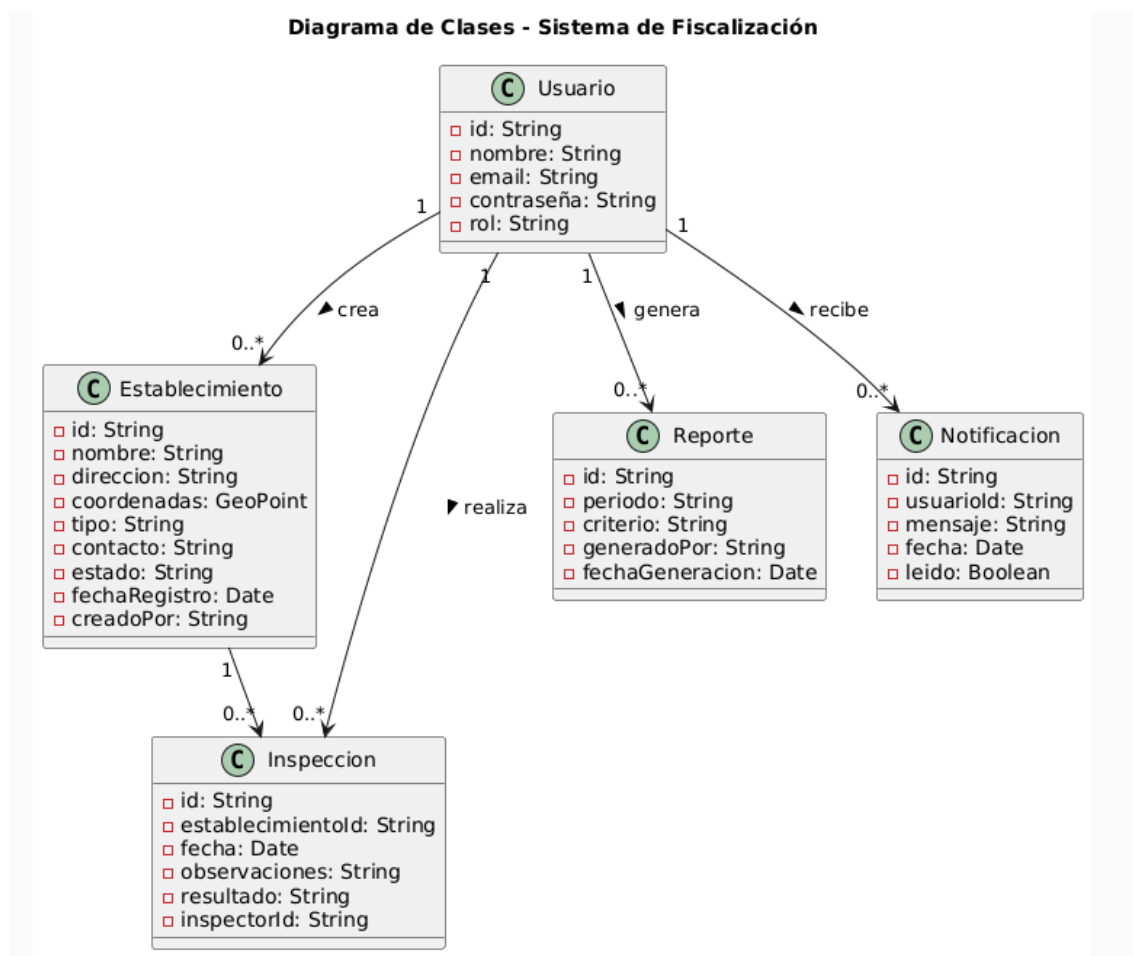 Diagrama de Clases - Sistema de Fiscalización
C Usuario
id: String
nombre: String
email: String
contraseña: String
rol: String
1
1
1
1
crea
genera
recibe
0..*
0..*
0..*
C Establecimiento
id: String
nombre: String
direccion: String
coordenadas: GeoPoint
tipo: String
contacto: String
estado: String
fechaRegistro: Date
creadoPor: String
realiza
C Reporte
id: String
periodo: String
criterio: String
generadoPor: String
fechaGeneracion: Date
C Notificacion
id: String
usuarioId: String
mensaje: String
fecha: Date
leido: Boolean
1
0..*
0..*
C Inspeccion
id: String
establecimientoId: String
fecha: Date
observaciones: String
resultado: String
inspectorId: String